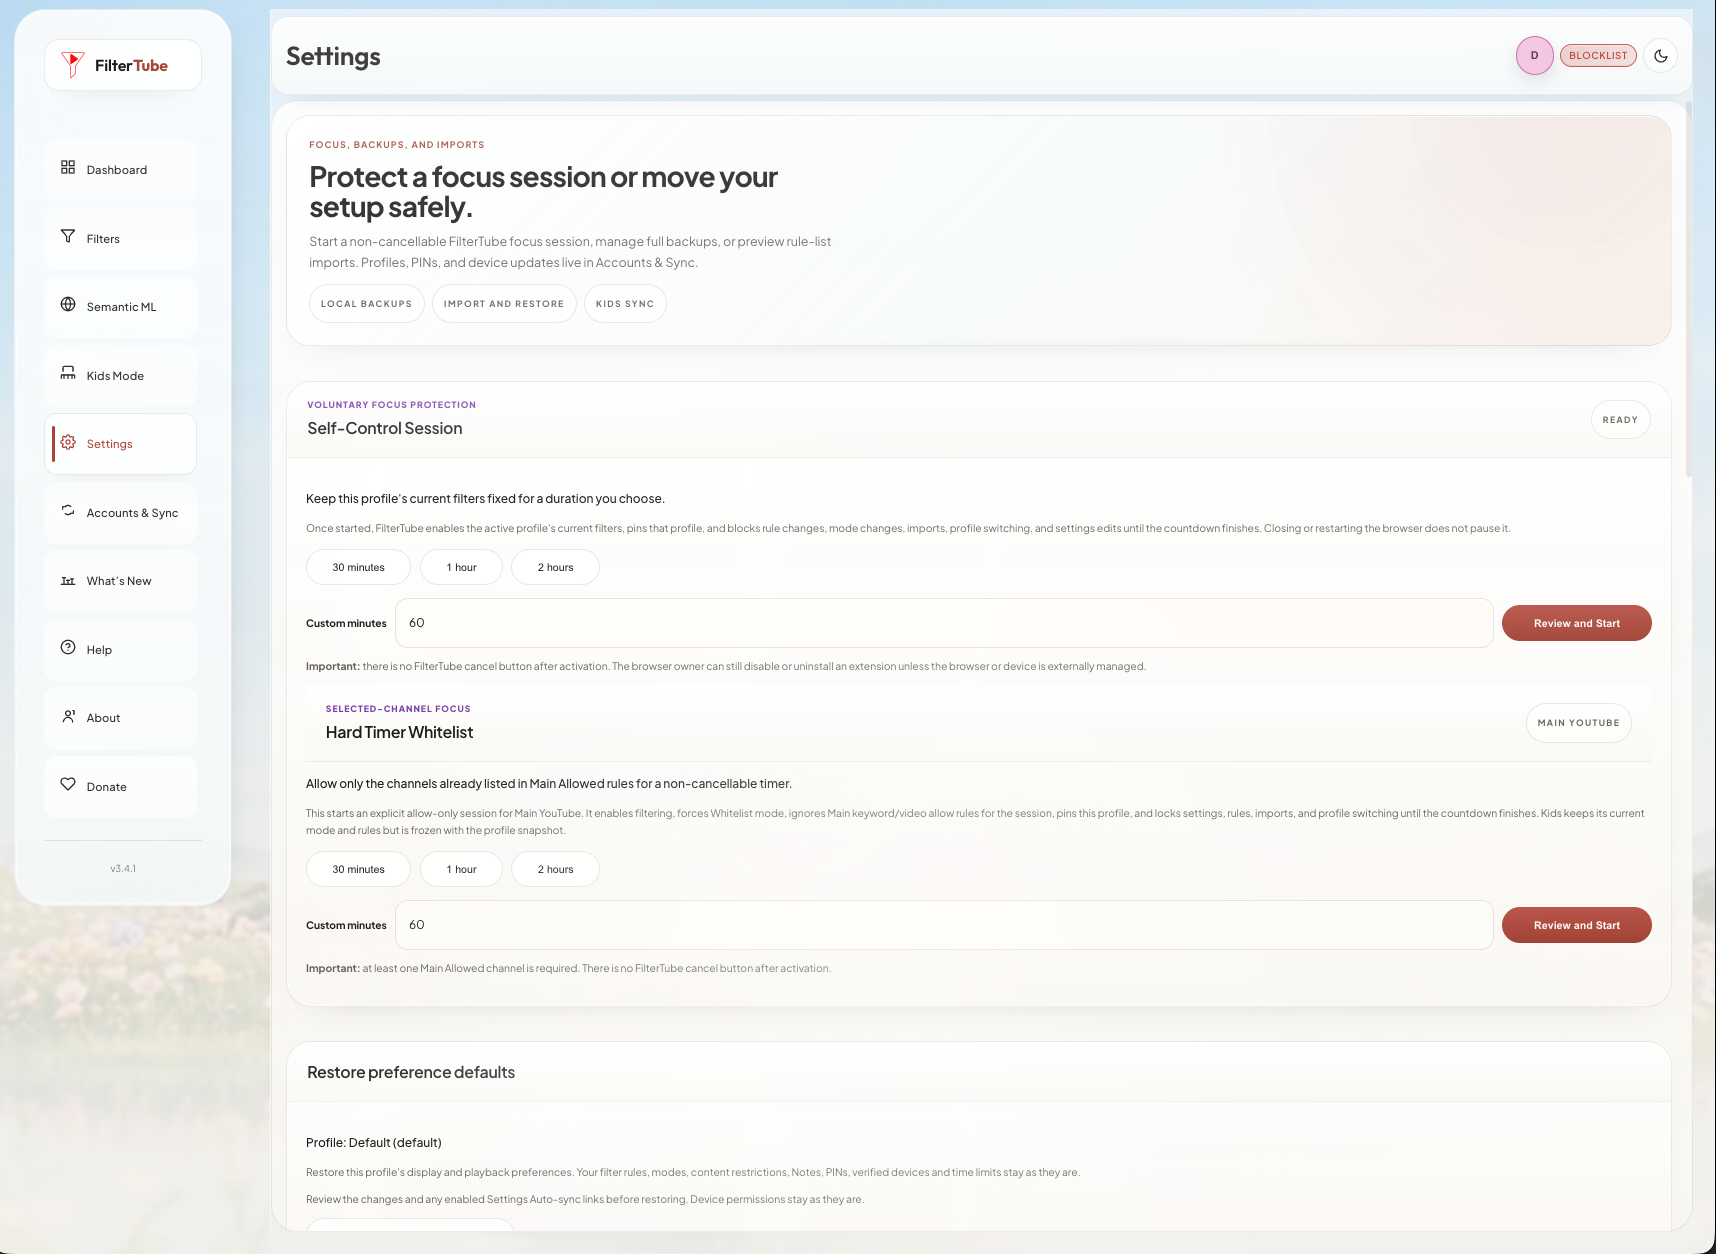 FilterTube
Dashboard
Filters
Semantic ML
Kids Mode
Settings
Accounts & Sync
What's New
Help
About
Donate
v3.4.1
Settings
D
BLOCKLIST
FOCUS, BACKUPS, AND IMPORTS
Protect a focus session or move your
setup safely.
Start a non-cancellable FilterTube focus session, manage full backups, or preview rule-list
imports. Profiles, PINs, and device updates live in Accounts & Sync.
LOCAL BACKUPS
IMPORT AND RESTORE
KIDS SYNC
VOLUNTARY FOCUS PROTECTION
Self-Control Session
READY
Keep this profile's current filters fixed for a duration you choose.
Once started, FilterTube enables the active profile's current filters, pins that profile, and blocks rule changes, mode changes, imports, profile switching, and settings edits until the countdown finishes. Closing or restarting the browser does not pause it.
30 minutes
1 hour
2 hours
Custom minutes
60
Review and Start
Important: there is no FilterTube cancel button after activation. The browser owner can still disable or uninstall an extension unless the browser or device is externally managed.
SELECTED-CHANNEL FOCUS
Hard Timer Whitelist
MAIN YOUTUBE
Allow only the channels already listed in Main Allowed rules for a non-cancellable timer.
This starts an explicit allow-only session for Main YouTube. It enables filtering, forces Whitelist mode, ignores Main keyword/video allow rules for the session, pins this profile, and locks settings, rules, imports, and profile switching until the countdown finishes. Kids keeps its current
mode and rules but is frozen with the profile snapshot.
30 minutes
1 hour
2 hours
Custom minutes
60
Review and Start
Important: at least one Main Allowed channel is required. There is no FilterTube cancel button after activation.
Restore preference defaults
Profile: Default (default)
Restore this profile's display and playback preferences. Your filter rules, modes, content restrictions, Notes, PINs, verified devices and time limits stay as they are.
Review the changes and any enabled Settings Auto-sync links before restoring. Device permissions stay as they are.